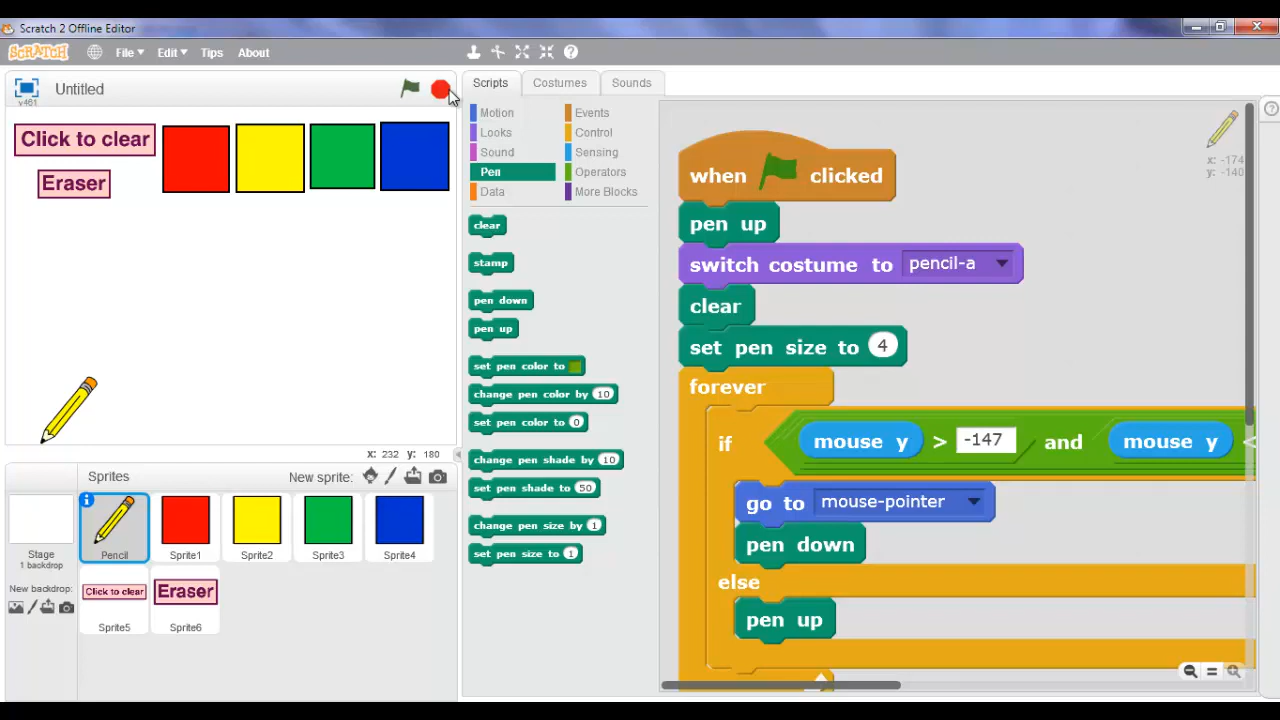 Scratch 2 Offline Editor
SCRATCH File Edit Tips About
v461 Untitled
Click to clear
Eraser
x: 232 y: 180
Sprites New sprite:
Stage
1 backdrop
New backdrop:
Pencil Sprite1 Sprite2 Sprite3 Sprite4
Click to clear Eraser
Sprite5 Sprite6
Scripts Costumes Sounds
Motion Events
Looks Control
Sound Sensing
Pen Operators
Data More Blocks
clear
stamp
pen down
pen up
set pen color to
change pen color by 10
set pen color to 0
change pen shade by 10
set pen shade to 50
change pen size by 1
set pen size to 1
x: -174
y: -140
when clicked
pen up
switch costume to pencil-a
clear
set pen size to 4
forever
if mouse y > -147 and mouse y <
go to mouse-pointer
pen down
else
pen up